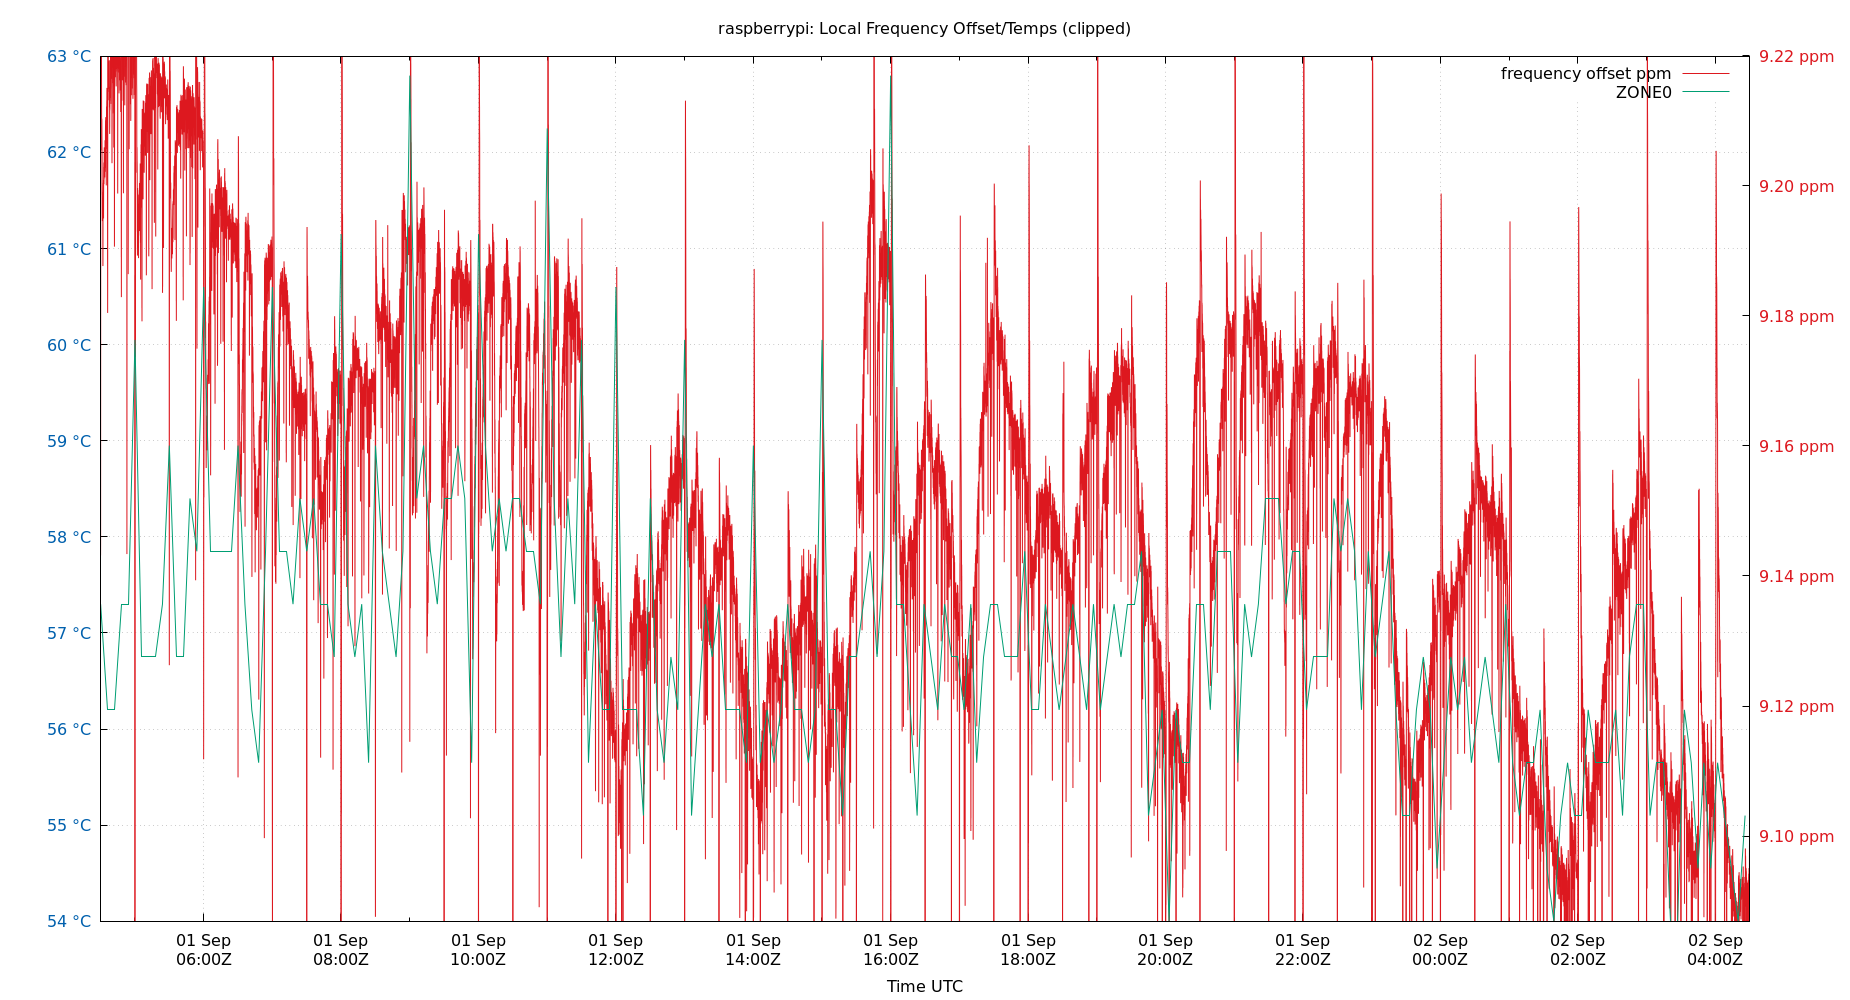 raspberrypi: Local Frequency Offset/Temps (clipped)
63 °C
62 °C
61 °C
60 °C
59 °C
58 °C
57 °C
56 °C
55 °C
54 °C
9.22 ppm
9.20 ppm
9.18 ppm
9.16 ppm
9.14 ppm
9.12 ppm
9.10 ppm
frequency offset ppm
ZONE0
01 Sep
06:00Z
01 Sep
08:00Z
01 Sep
10:00Z
01 Sep
12:00Z
01 Sep
14:00Z
01 Sep
16:00Z
01 Sep
18:00Z
01 Sep
20:00Z
01 Sep
22:00Z
02 Sep
00:00Z
02 Sep
02:00Z
02 Sep
04:00Z
Time UTC